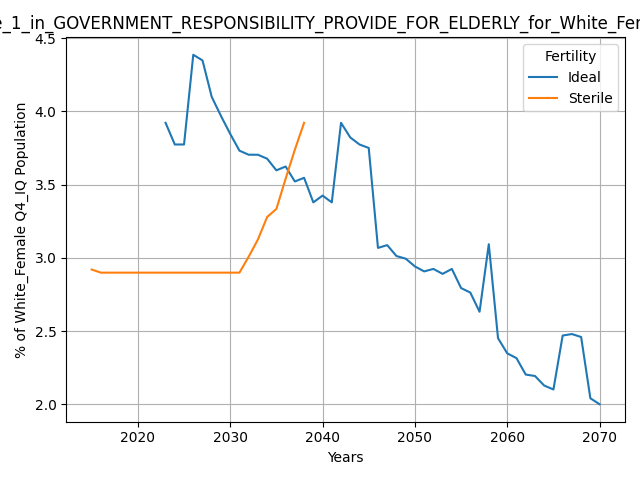 _1_in_GOVERNMENT_RESPONSIBILITY_PROVIDE_FOR_ELDERLY_for_White_Fe
Fertility
Ideal
Sterile
4.5
4.0
3.5
3.0
2.5
2.0
% of White_Female Q4_IQ Population
2020 2030 2040 2050 2060 2070
Years